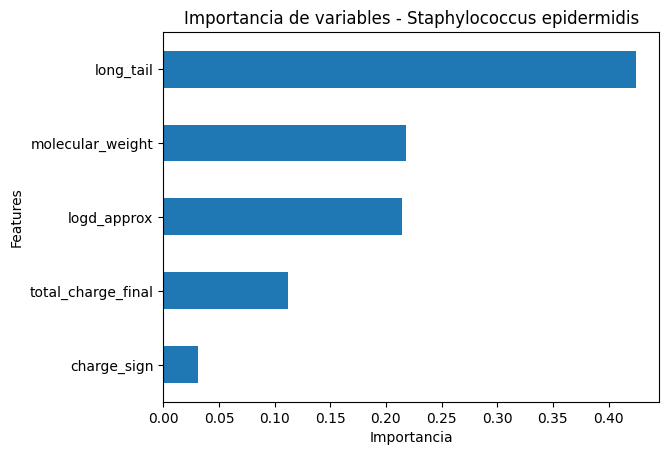 Importancia de variables - Staphylococcus epidermidis
Features
long_tail
molecular_weight
logd_approx
total_charge_final
charge_sign
0.00 0.05 0.10 0.15 0.20 0.25 0.30 0.35 0.40
Importancia